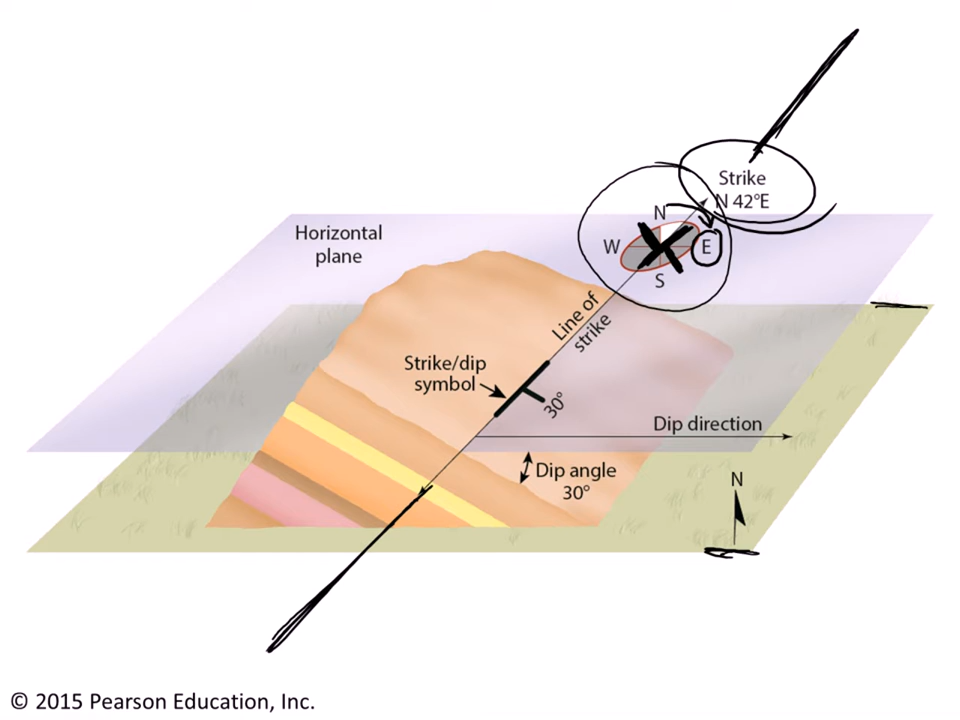 Strike
N 42°E
N
W
E
S
Horizontal
plane
Line of
strike
Strike/dip
symbol
30°
Dip direction
Dip angle
30°
N
© 2015 Pearson Education, Inc.